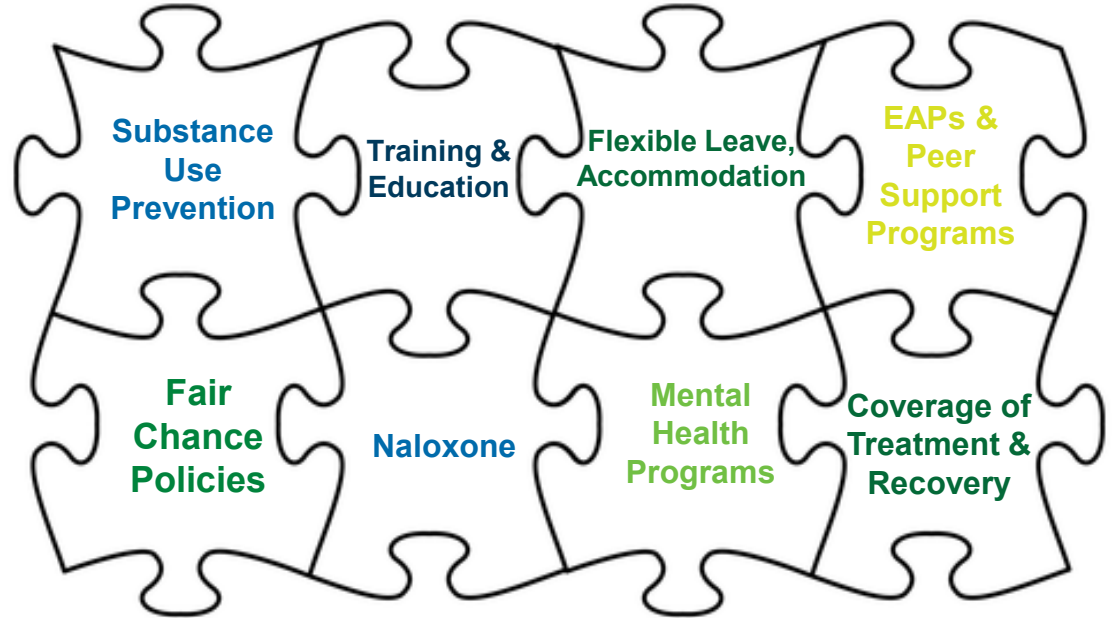 Substance
Use
Prevention
Training &
Education
Flexible Leave,
Accommodation
EAPs &
Peer
Support
Programs
Fair
Chance
Policies
Naloxone
Mental
Health
Programs
Coverage of
Treatment &
Recovery